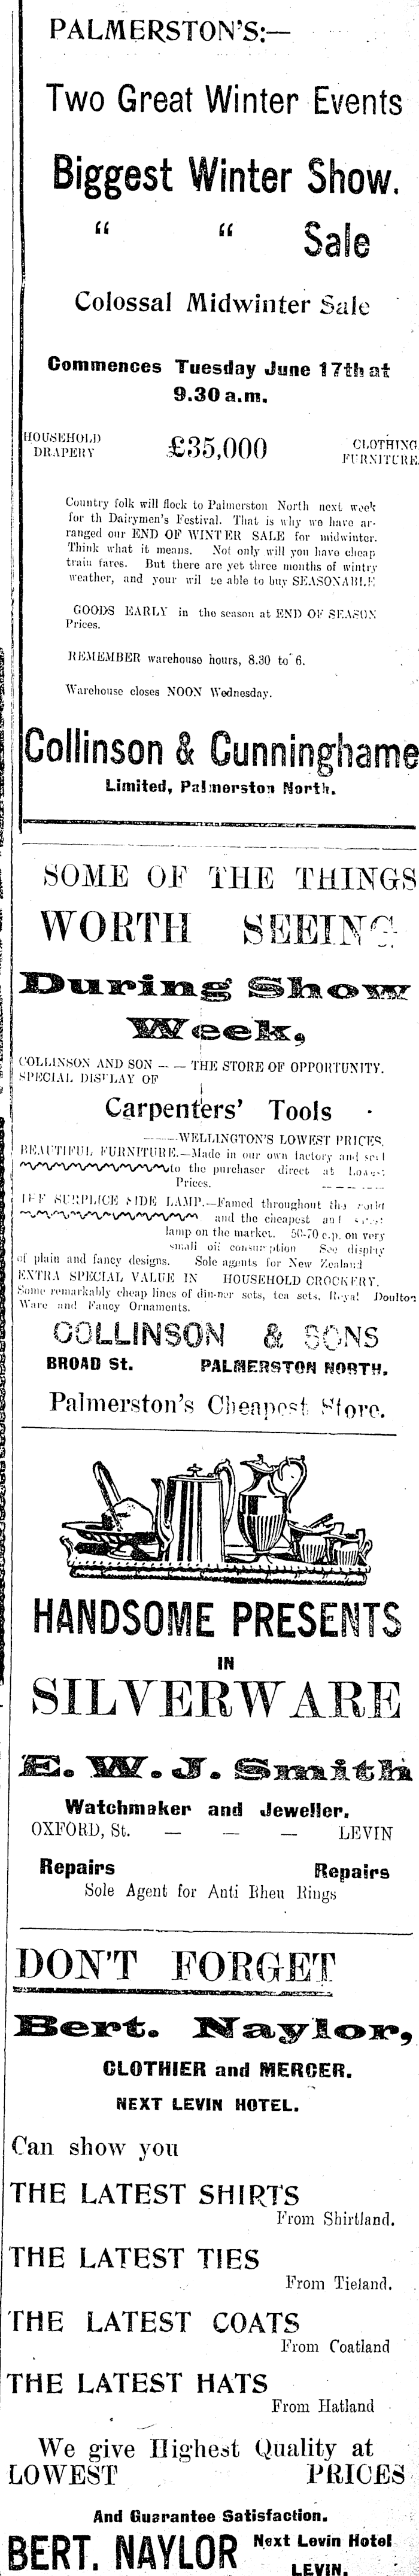 PALMERSTON'S:—
Two Great Winter Events
Biggest Winter Show.
“ “ Sale
Colossal Midwinter Sale
Commences Tuesday June 17th at
9.30 a.m.
HOUSEHOLD DRAPERY £35,000 CLOTHING FURNITURE
Country folk will flock to Palmerston North next week
for th Dairymen's Festival. That is why we have ar-
ranged our END OF WINTER SALE for midwinter.
Think what it means. Not only will you have cheap
train fares. But there are yet three months of wintry
weather, and your wil be able to buy SEASONABLE
GOODS EARLY in the season at END OF SEASON
Prices.
REMEMBER warehouse hours, 8.30 to 6.
Warehouse closes NOON Wednesday.
Collinson & Cunninghame
Limited, Palmerston North.
SOME OF THE THINGS
WORTH SEEING
During Show
Week,
COLLINSON AND SON — — THE STORE OF OPPORTUNITY.
SPECIAL DISPLAY OF
Carpenters' Tools
———WELLINGTON'S LOWEST PRICES.
BEAUTIFUL FURNITURE.—Made in our own factory and sell
to the purchaser direct at Lowest
Prices.
SURPLICE SIDE LAMP.—Famed throughout the world
and the cheapest and
lamp on the market. 50-70 c.p. on very
small oil consumption See display
of plain and fancy designs. Sole agents for New Zealand
EXTRA SPECIAL VALUE IN HOUSEHOLD CROCKERY.
Some remarkably cheap lines of dinner sets, tea sets, Royal Doulton
Ware and Fancy Ornaments.
COLLINSON & SONS
BROAD St. PALMERSTON NORTH.
Palmerston's Cheapest Store.
HANDSOME PRESENTS
IN
SILVERWARE
E. W. J. Smith
Watchmaker and Jeweller.
OXFORD, St. — — — LEVIN
Repairs Repairs
Sole Agent for Anti Rheu Rings
DON'T FORGET
Bert. Naylor,
CLOTHIER and MERCER.
NEXT LEVIN HOTEL.
Can show you
THE LATEST SHIRTS
From Shirtland.
THE LATEST TIES
From Tieland.
THE LATEST COATS
From Coatland
THE LATEST HATS
From Hatland
We give Highest Quality at
LOWEST PRICES
And Guarantee Satisfaction.
BERT. NAYLOR Next Levin Hotel
LEVIN.